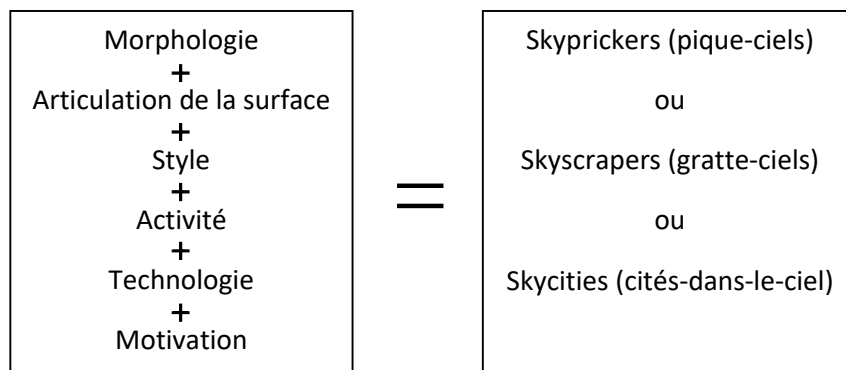 Morphologie
+
Articulation de la surface
+
Style
+
Activité
+
Technologie
+
Motivation
=
Skyprickers (pique-ciels)
ou
Skyscrapers (gratte-ciels)
ou
Skycities (cités-dans-le-ciel)